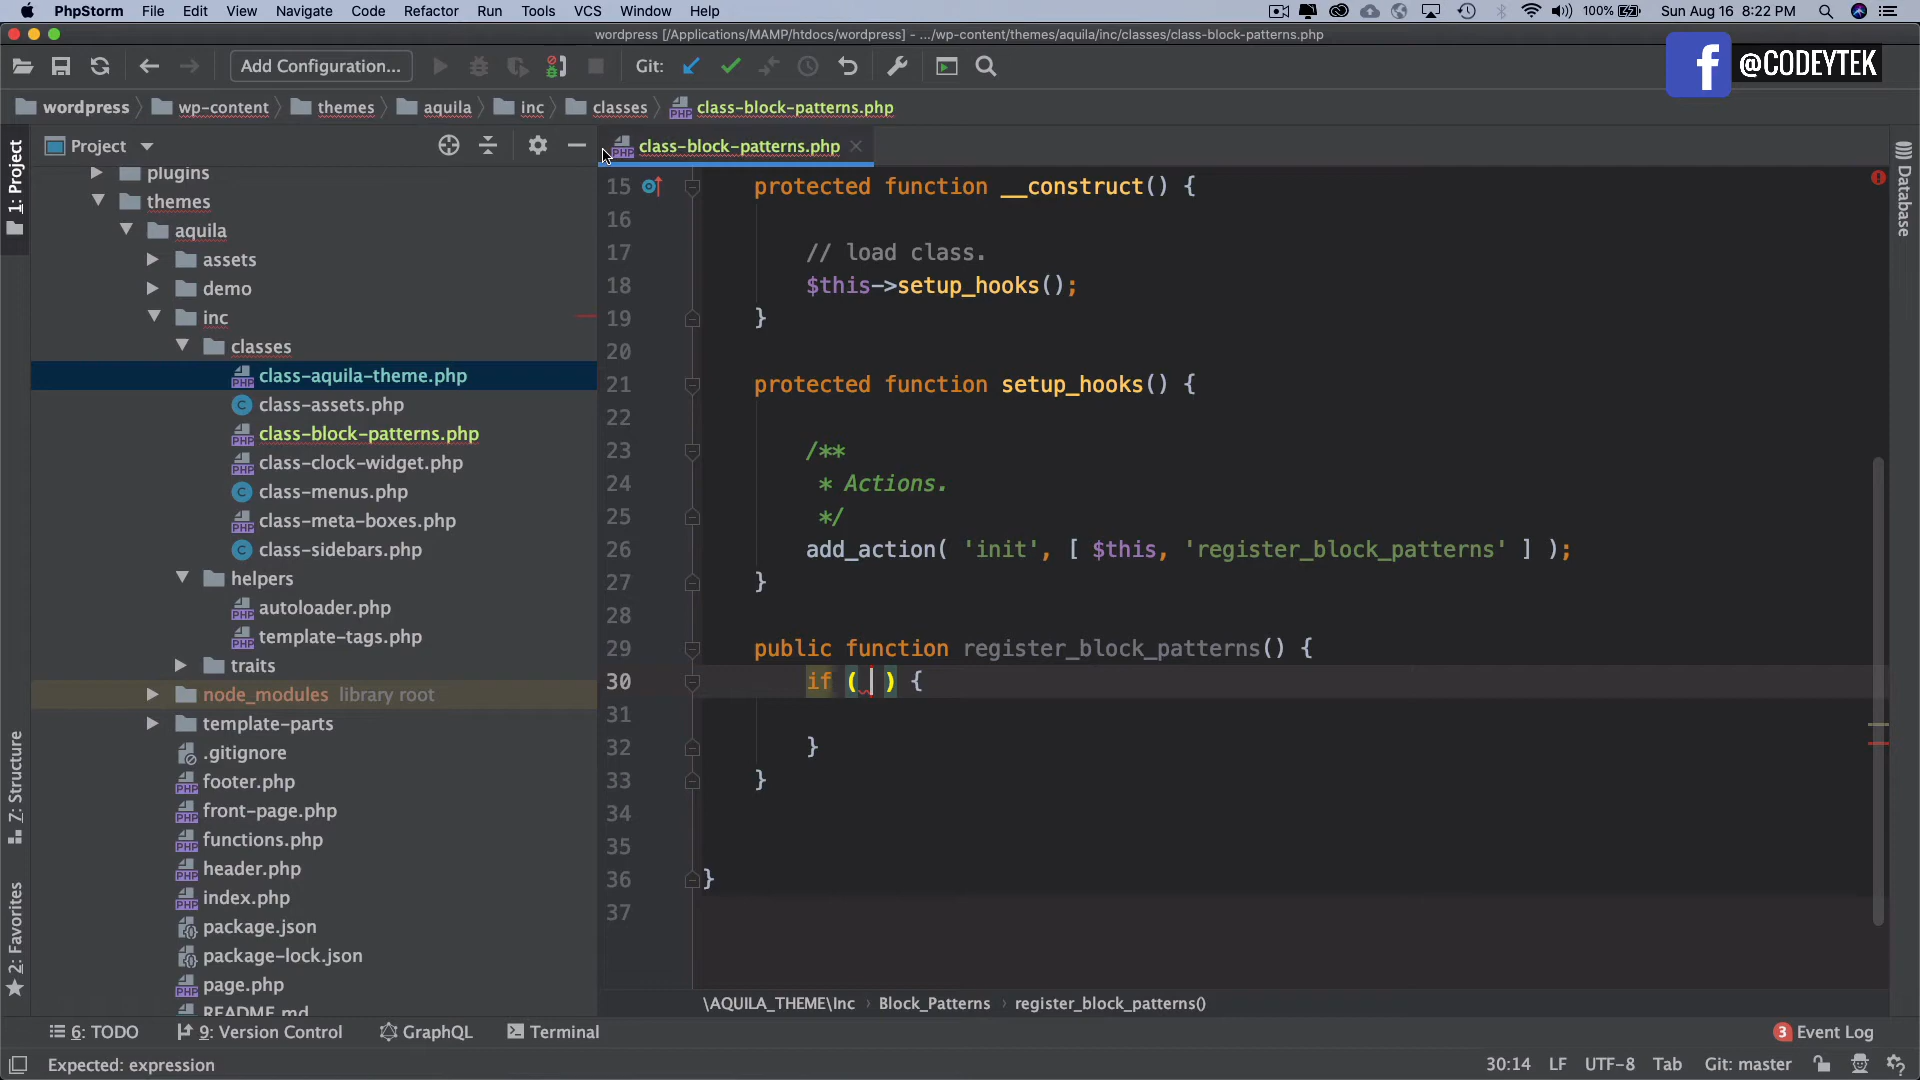 PhpStorm File Edit View Navigate Code Refactor Run Tools VCS Window Help 100% Sun Aug 16 8:22 PM
wordpress [/Applications/MAMP/htdocs/wordpress] - .../wp-content/themes/aquila/inc/classes/class-block-patterns.php
Add Configuration... Git:
f @CODEYTEK
wordpress wp-content themes aquila inc classes class-block-patterns.php
1: Project
7: Structure
2: Favorites
Project
plugins
themes
aquila
assets
demo
inc
classes
class-aquila-theme.php
class-assets.php
class-block-patterns.php
class-clock-widget.php
class-menus.php
class-meta-boxes.php
class-sidebars.php
helpers
autoloader.php
template-tags.php
traits
node_modules library root
template-parts
.gitignore
footer.php
front-page.php
functions.php
header.php
index.php
package.json
package-lock.json
page.php
README.md
class-block-patterns.php
15 protected function __construct() {
16
17 // load class.
18 $this->setup_hooks();
19 }
20
21 protected function setup_hooks() {
22
23 /**
24 * Actions.
25 */
26 add_action( 'init', [ $this, 'register_block_patterns' ] );
27 }
28
29 public function register_block_patterns() {
30 if ( ) {
31
32 }
33 }
34
35
36 }
37
\AQUILA_THEME\Inc › Block_Patterns › register_block_patterns()
Database
6: TODO 9: Version Control GraphQL Terminal 3 Event Log
Expected: expression 30:14 LF UTF-8 Tab Git: master